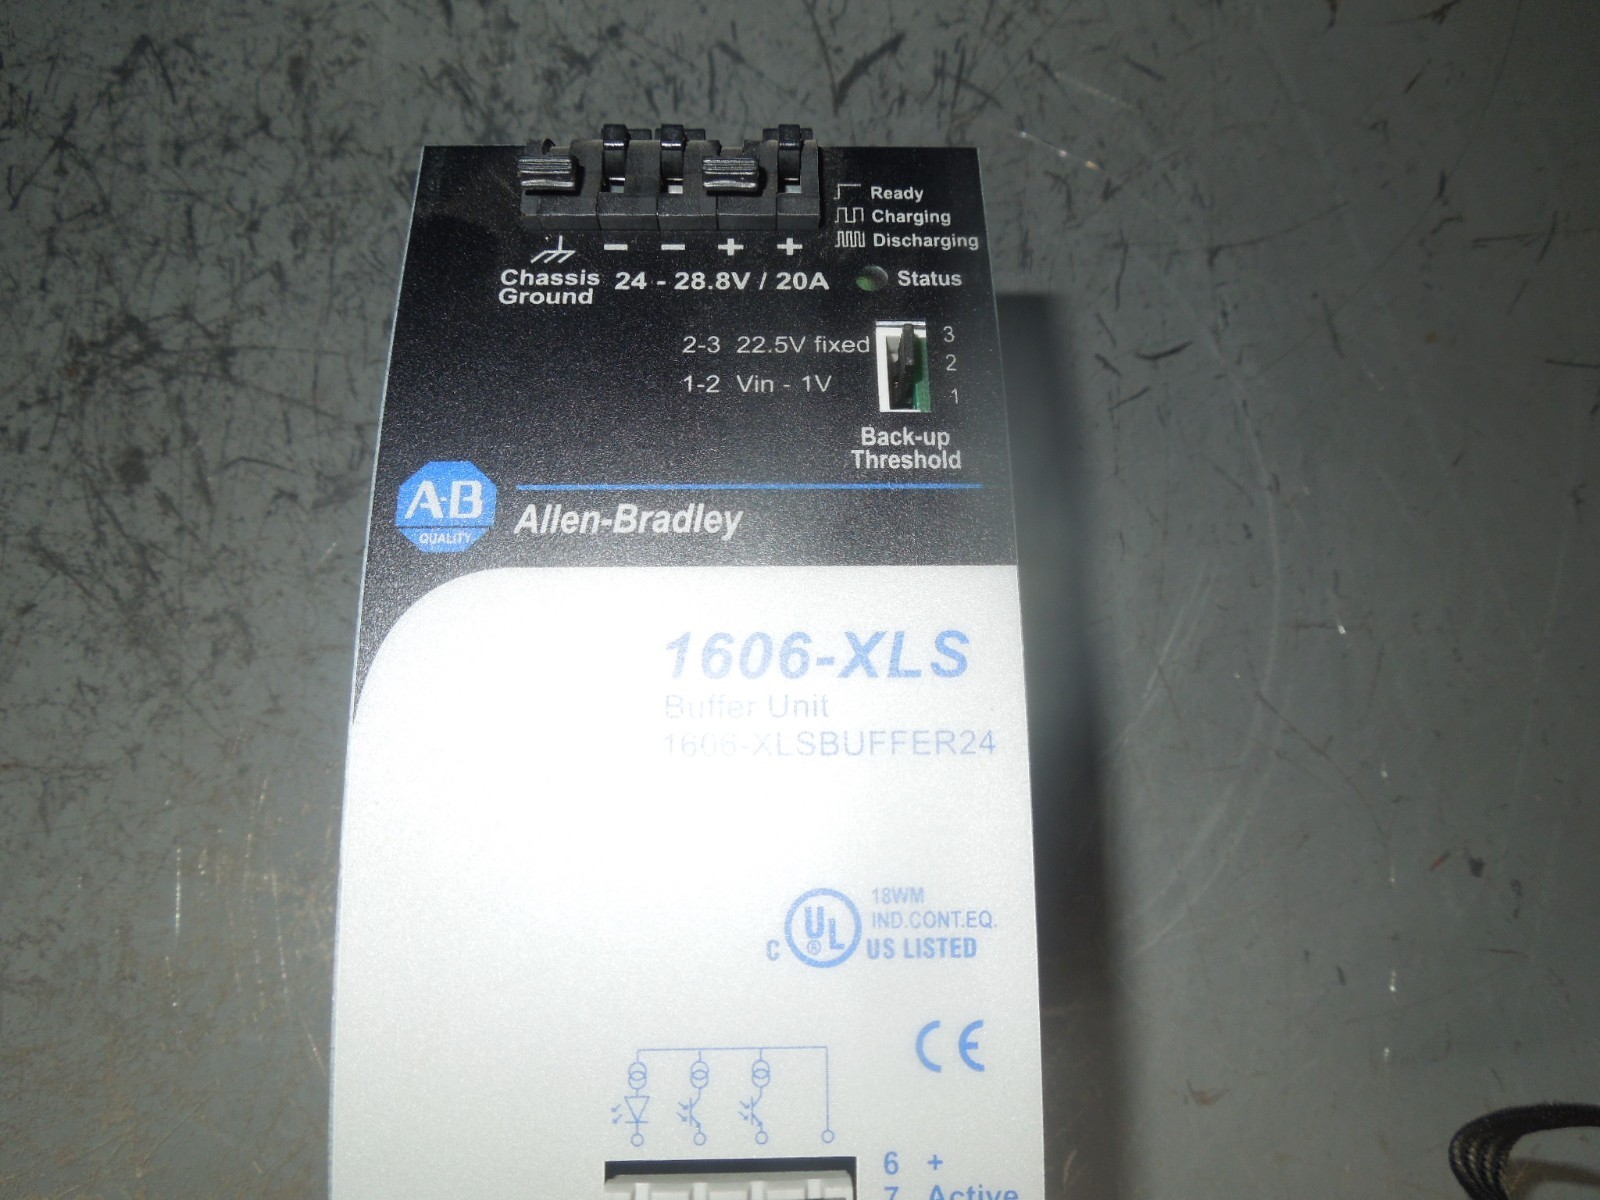 Ready
Charging
Discharging
− − + +
Chassis Ground
24 - 28.8V / 20A
Status
2-3 22.5V fixed
1-2 Vin - 1V
3
2
1
Back-up
Threshold
A-B
QUALITY
Allen-Bradley
1606-XLS
Buffer Unit
1606-XLSBUFFER24
18WM
IND.CONT.EQ.
C UL ® US LISTED
CE
6 +
7 Active